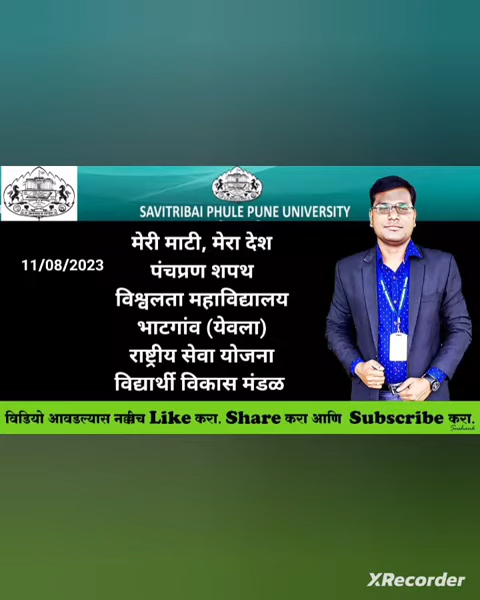 SAVITRIBAI PHULE PUNE UNIVERSITY
मेरी माटी, मेरा देश
11/08/2023
पंचप्रण शपथ
विश्वलता महाविद्यालय
भाटगांव (येवला)
राष्ट्रीय सेवा योजना
विद्यार्थी विकास मंडळ
विडियो आवडल्यास नक्कीच Like करा. Share करा आणि Subscribe करा.
XRecorder